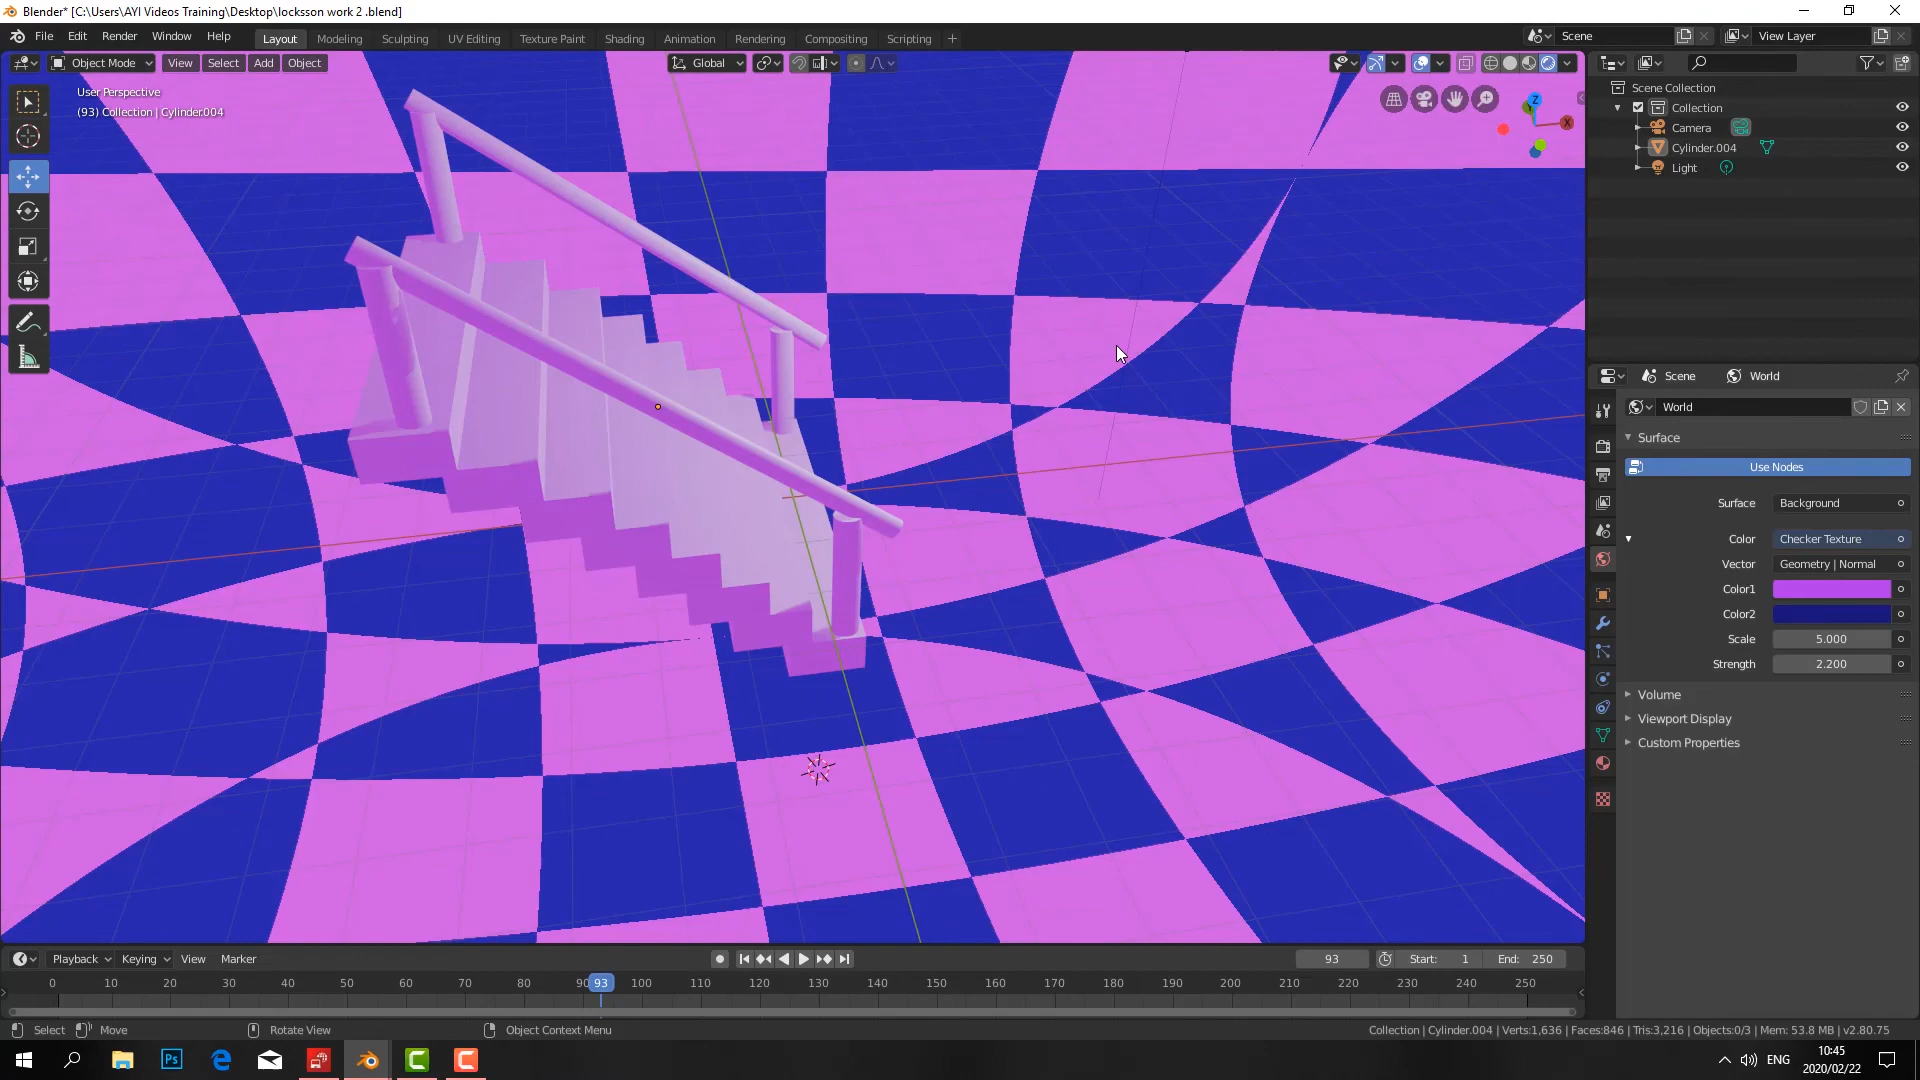 Blender* [C:\Users\AYI Videos Training\Desktop\locksson work 2 .blend]
File Edit Render Window Help Layout Modeling Sculpting UV Editing Texture Paint Shading Animation Rendering Compositing Scripting + Scene View Layer
Object Mode View Select Add Object Global
User Perspective
(93) Collection | Cylinder.004
Z
Y
X
Scene Collection
Collection
Camera
Cylinder.004
Light
Scene World
World
Surface
Use Nodes
Surface Background
Color Checker Texture
Vector Geometry | Normal
Color1
Color2
Scale 5.000
Strength 2.200
Volume
Viewport Display
Custom Properties
Playback Keying View Marker 93 Start: 1 End: 250
0 10 20 30 40 50 60 70 80 90 93 100 110 120 130 140 150 160 170 180 190 200 210 220 230 240 250
Select Move Rotate View Object Context Menu Collection | Cylinder.004 | Verts:1,636 | Faces:846 | Tris:3,216 | Objects:0/3 | Mem: 53.8 MB | v2.80.75
Ps ENG 10:45
2020/02/22